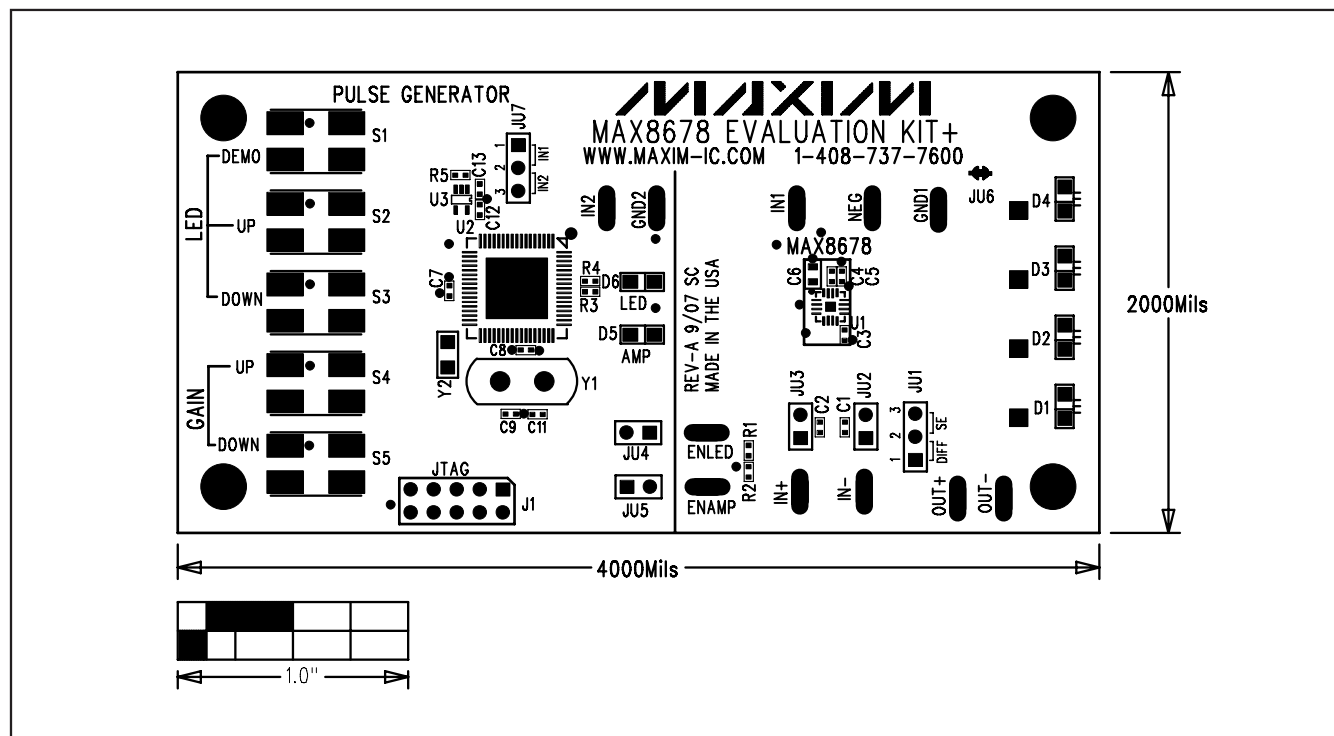 PULSE GENERATOR
MAXIM
MAX8678 EVALUATION KIT+
WWW.MAXIM-IC.COM 1-408-737-7600
JU7
1
2
3
IN1
IN2
S1
DEMO
LED
UP
S2
DOWN
S3
GAIN
UP
S4
DOWN
S5
R5
C13
U3
C12
U2
C7
R4
R3
IN2
GND2
D6
LED
D5
AMP
C8
Y2
Y1
C9
C11
JTAG
J1
JU4
JU5
REV-A 9/07 SC
MADE IN THE USA
IN1
NEG
GND1
JU6
MAX8678
C6
C4
C5
U1
C3
D4
D3
D2
D1
JU3
C2
C1
JU2
JU1
3
2
1
SE
DIFF
ENLED
R1
R2
ENAMP
IN+
IN-
OUT+
OUT-
2000Mils
4000Mils
1.0"